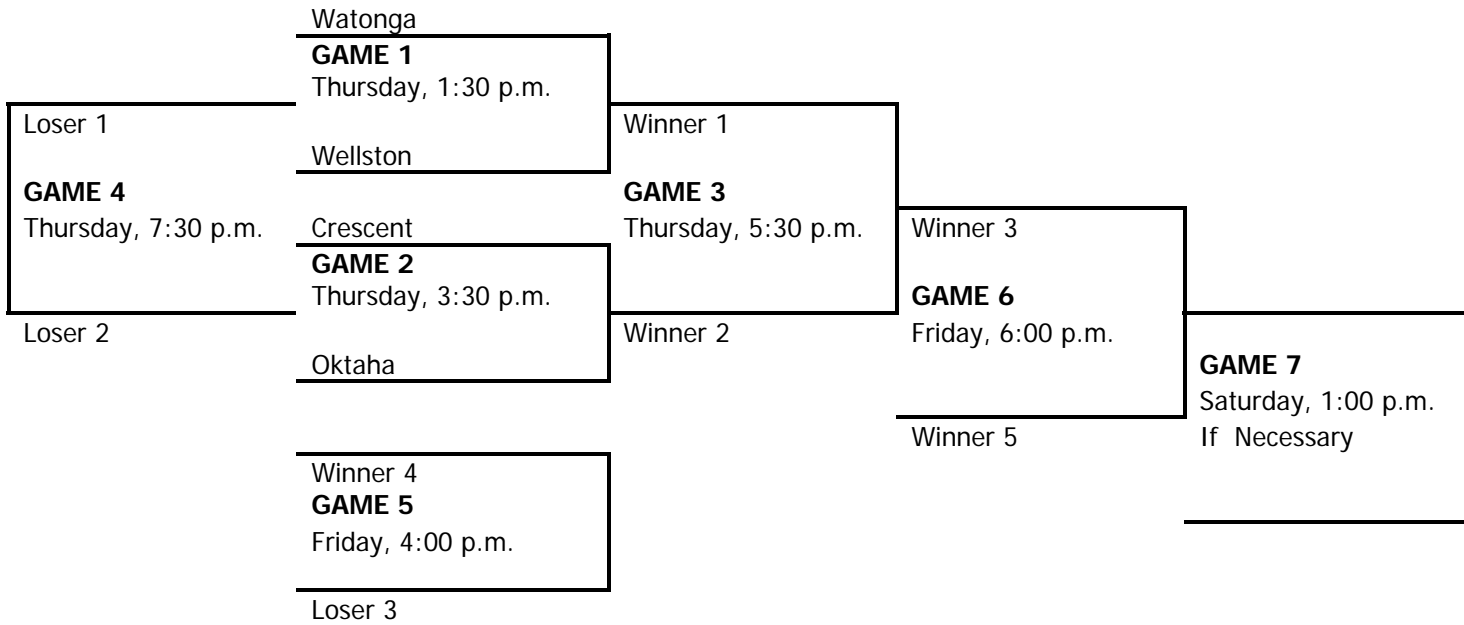 Watonga
GAME 1
Thursday, 1:30 p.m.
Loser 1
Winner 1
Wellston
GAME 4
GAME 3
Thursday, 7:30 p.m.
Crescent
Thursday, 5:30 p.m.
Winner 3
GAME 2
Thursday, 3:30 p.m.
GAME 6
Loser 2
Winner 2
Friday, 6:00 p.m.
Oktaha
GAME 7
Saturday, 1:00 p.m.
Winner 5
If Necessary
Winner 4
GAME 5
Friday, 4:00 p.m.
Loser 3